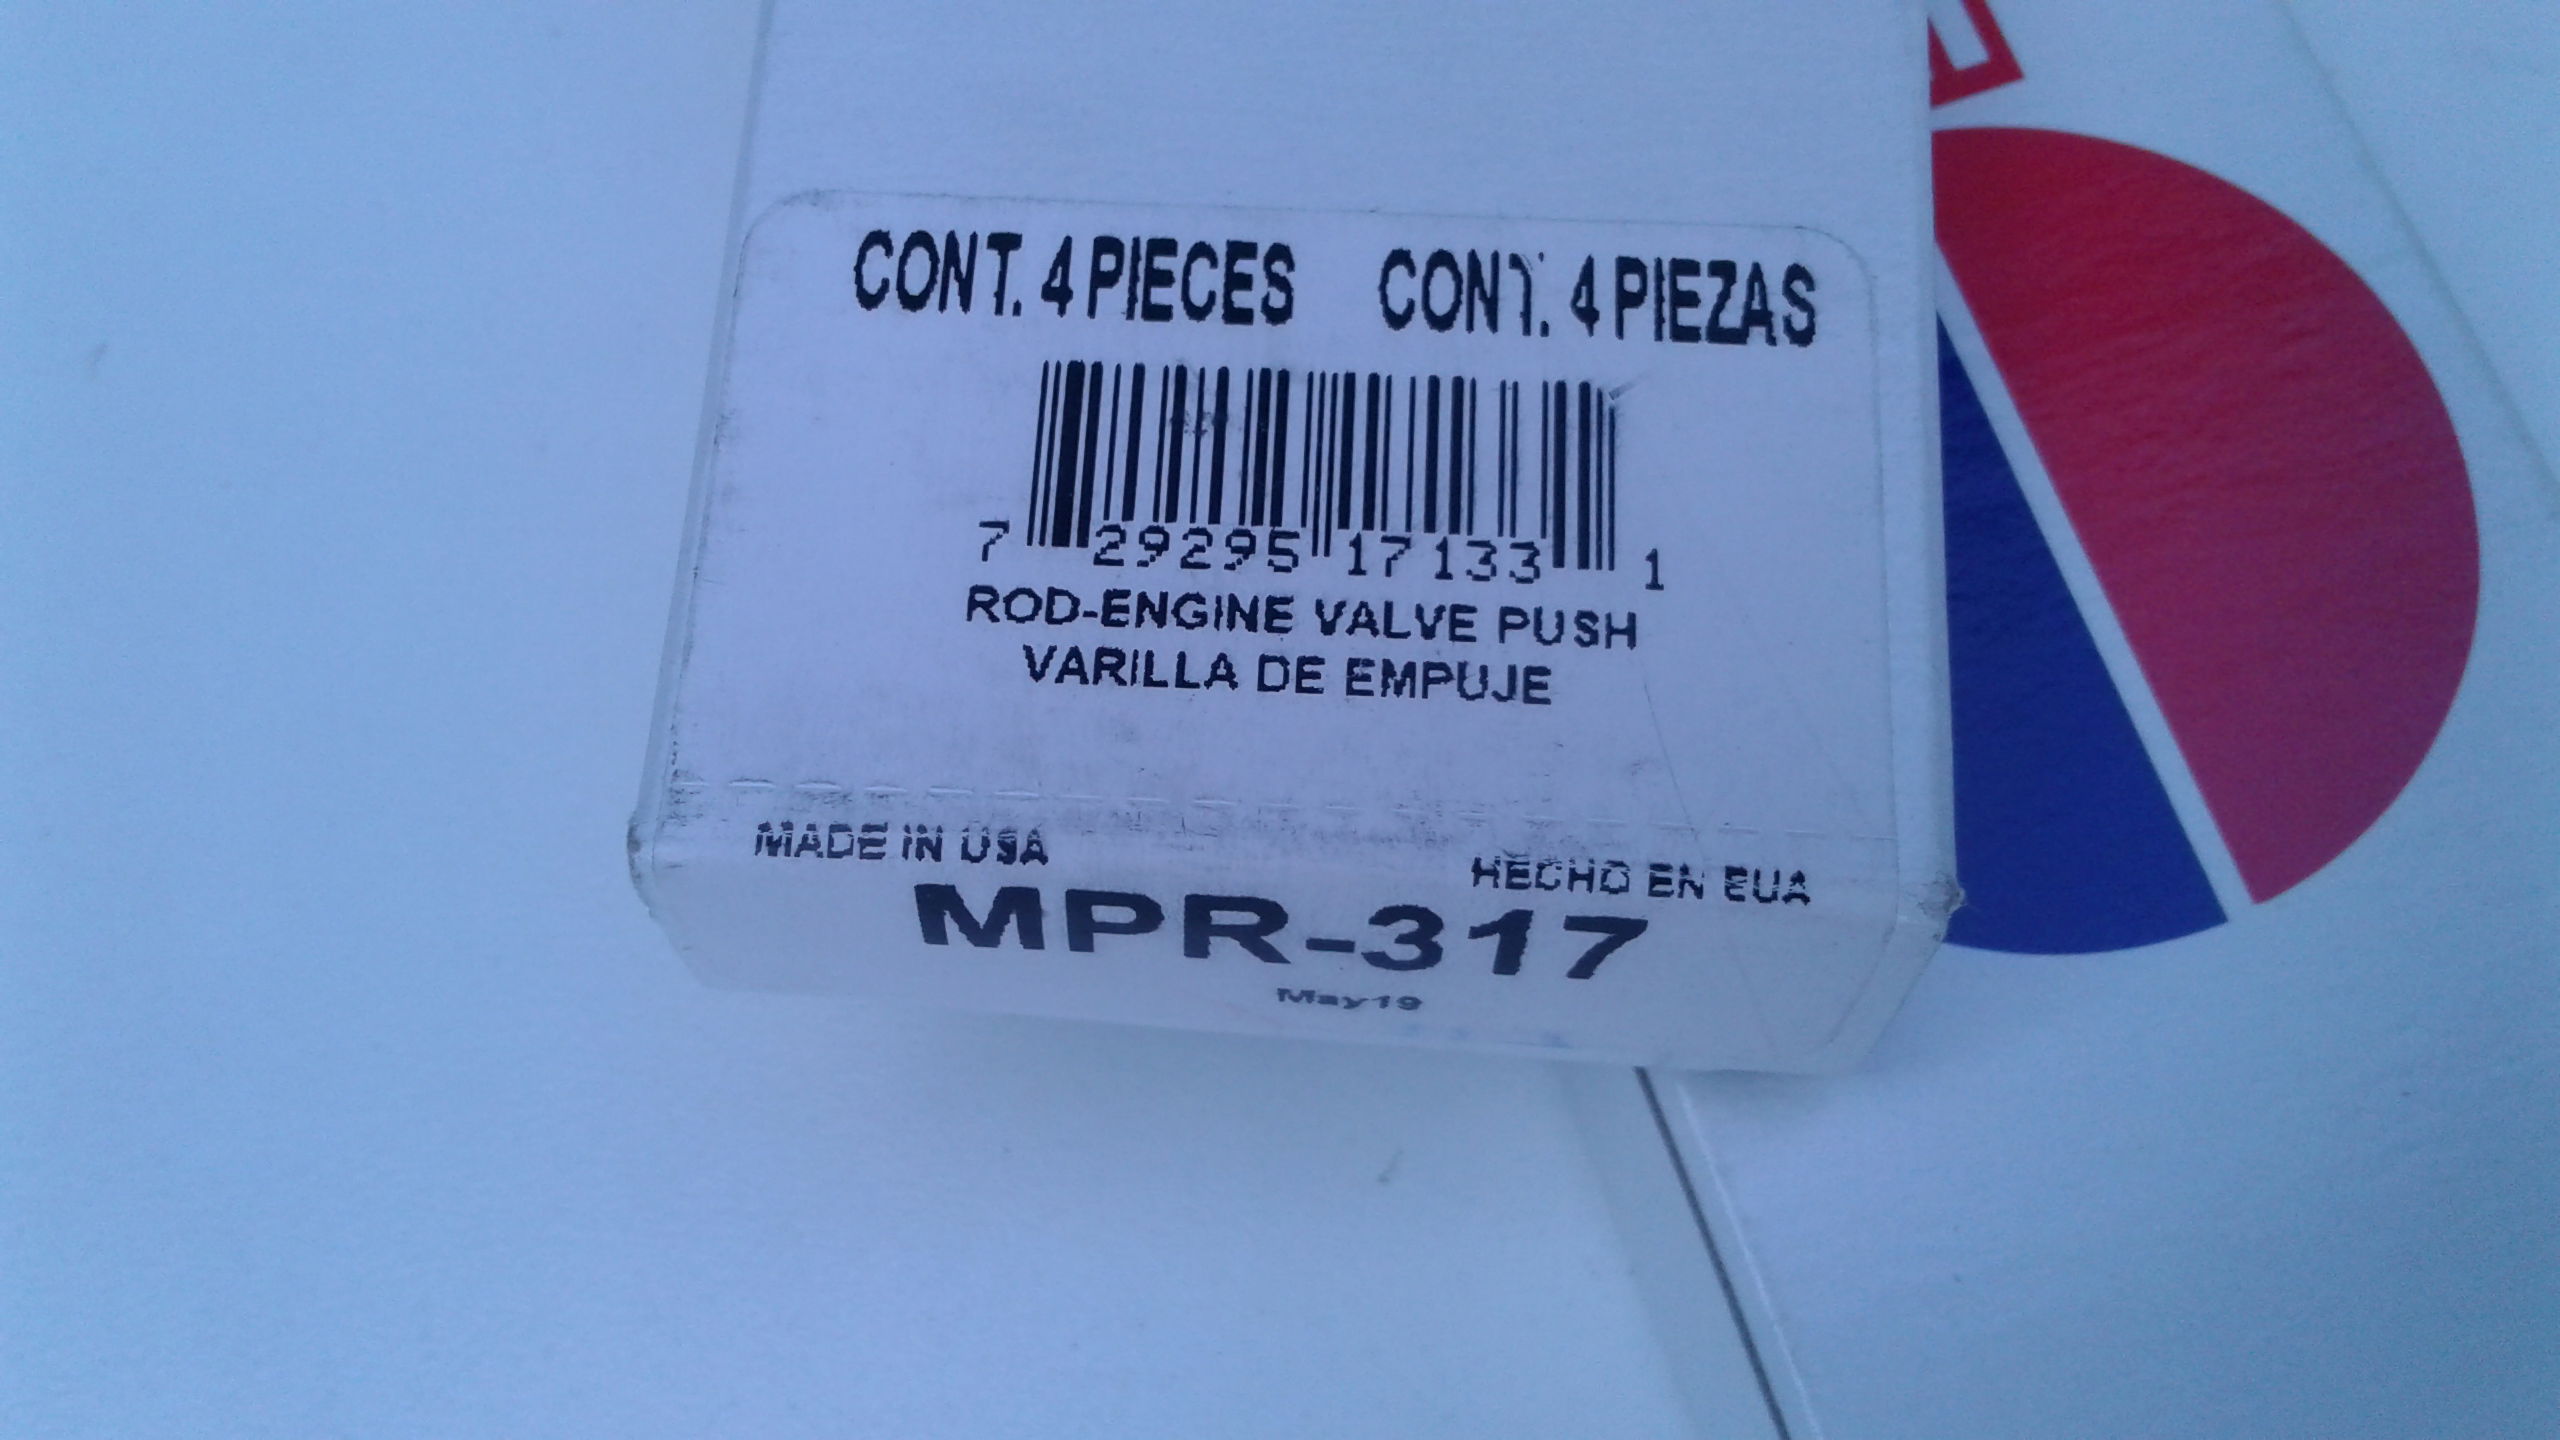 CONT. 4 PIECES CONT. 4 PIEZAS
7 29295 17133 1
ROD-ENGINE VALVE PUSH
VARILLA DE EMPUJE
MADE IN USA HECHO EN EUA
MPR-317
May19